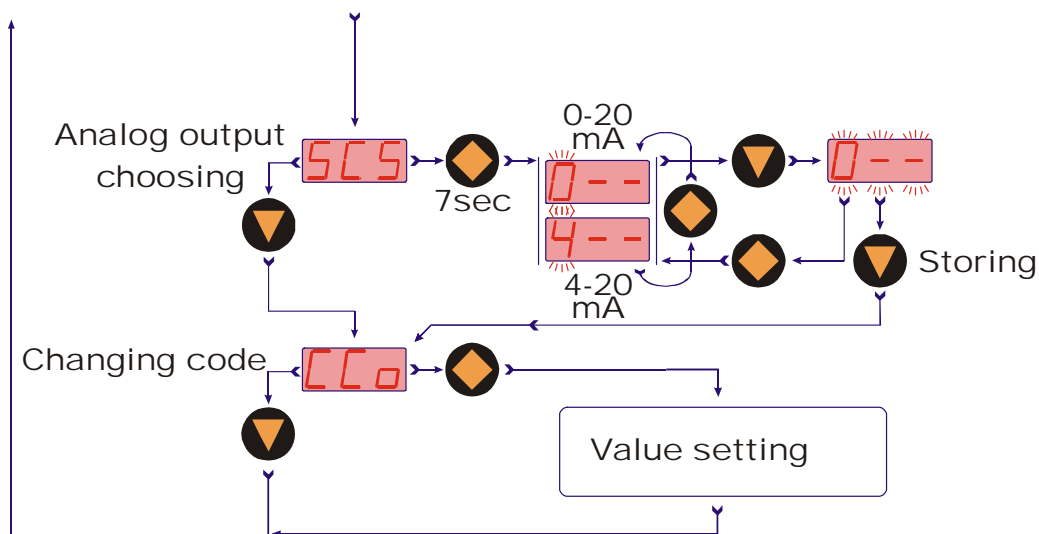 0-20
mA
Analog output
choosing
SCS
7sec
0--
4--
0--
4-20
mA
Storing
Changing code
CCo
Value setting